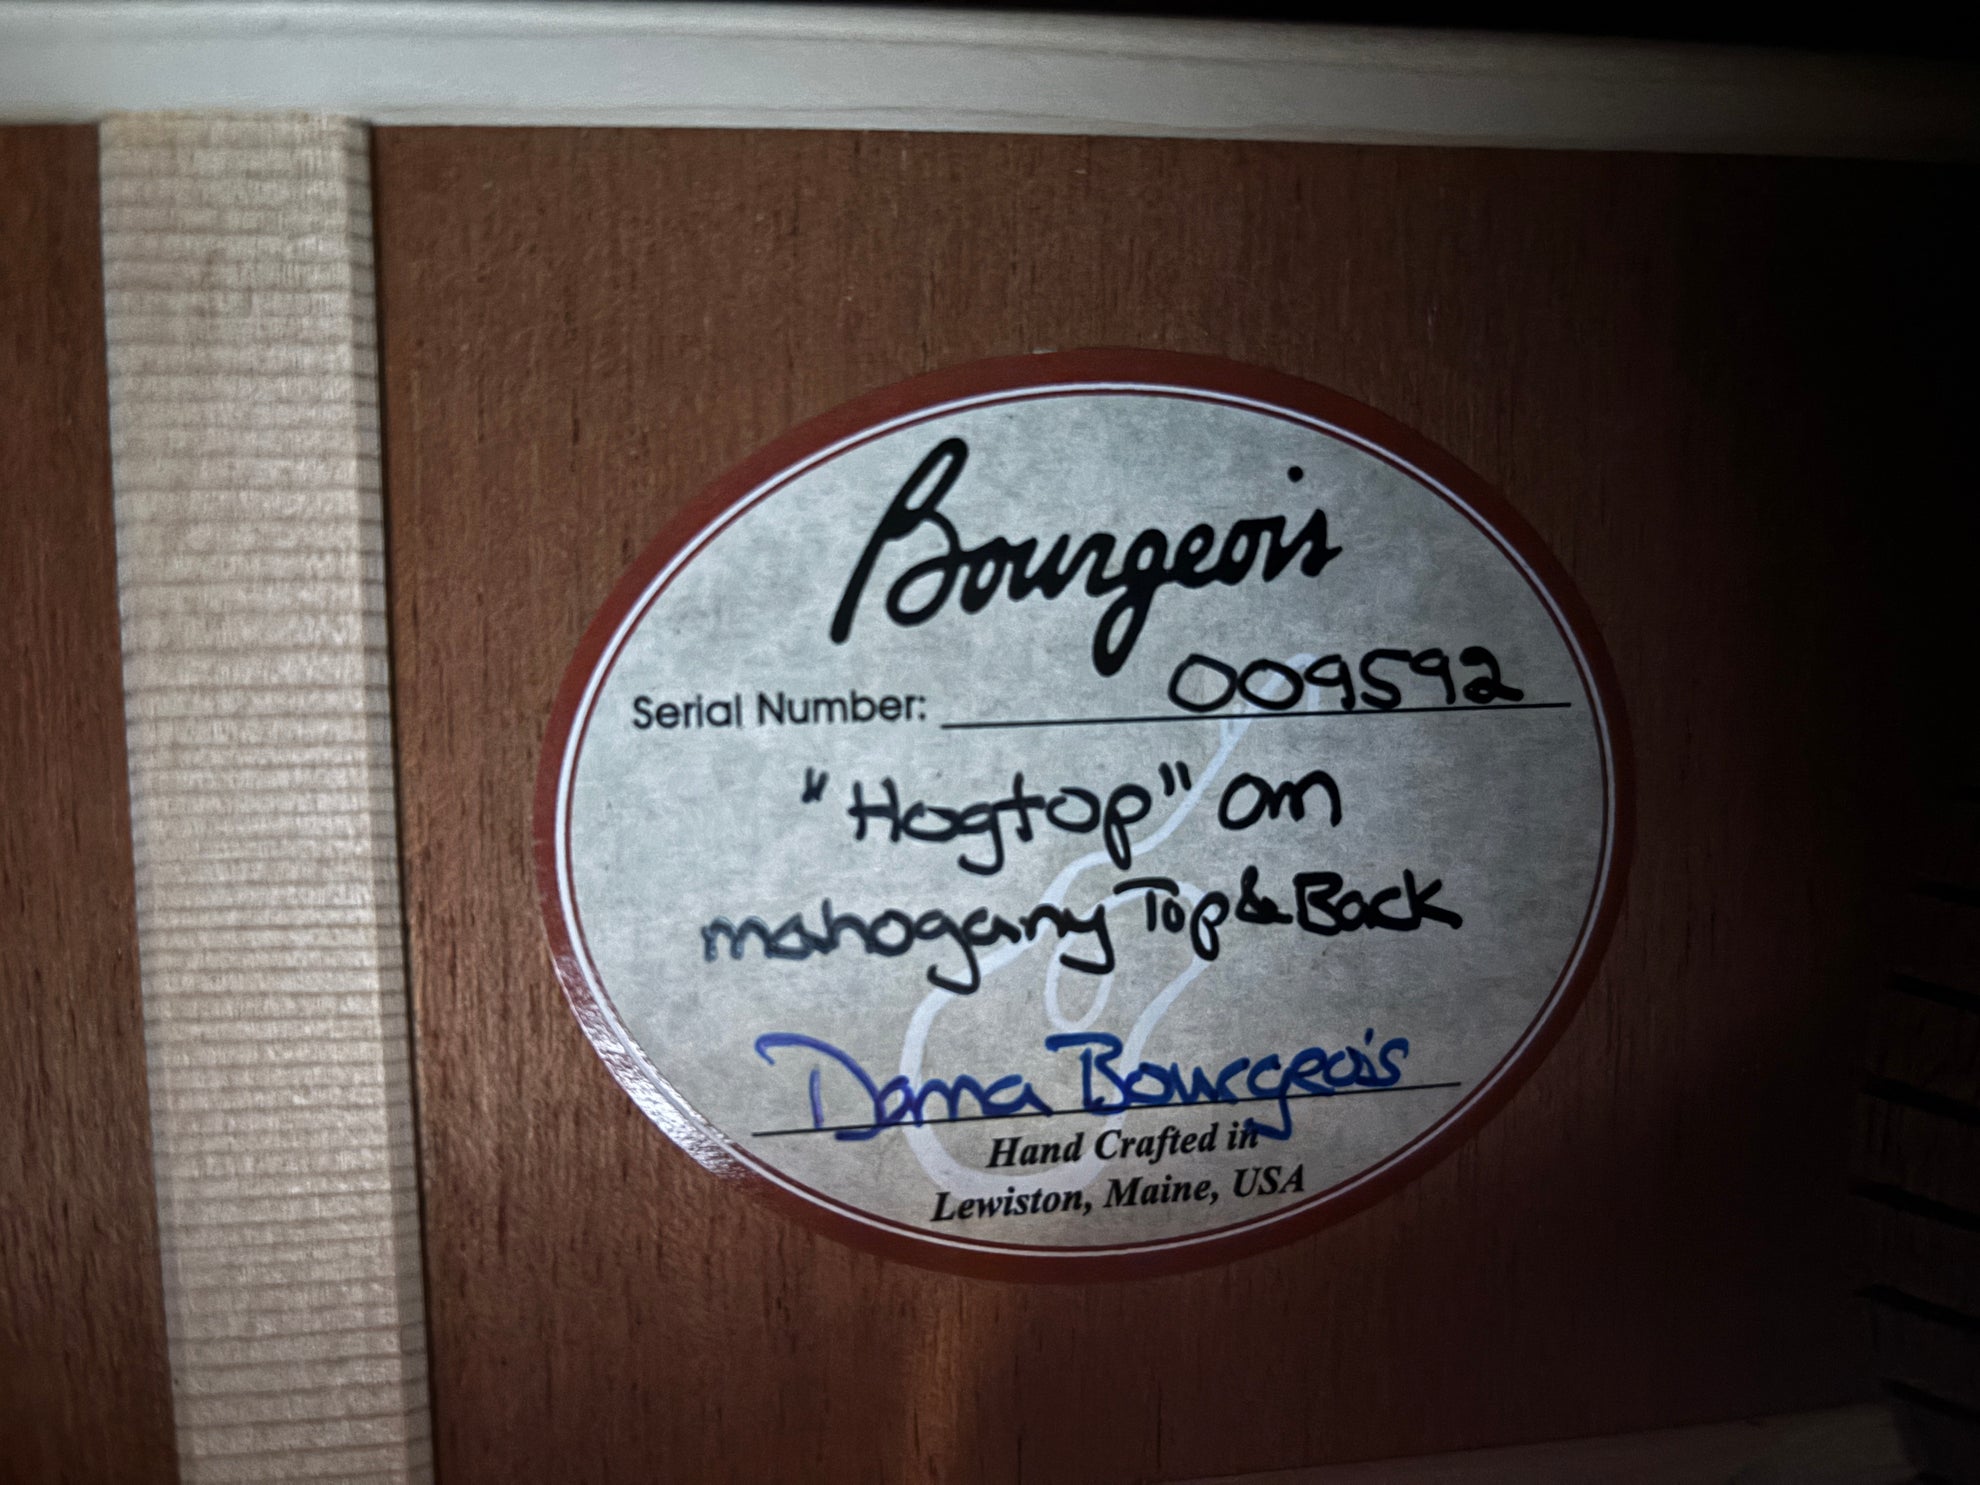 Bourgeois
Serial Number: 009592
"Hogtop" om
mahogany Top & Back
Dana Bourgeois
Hand Crafted in
Lewiston, Maine, USA